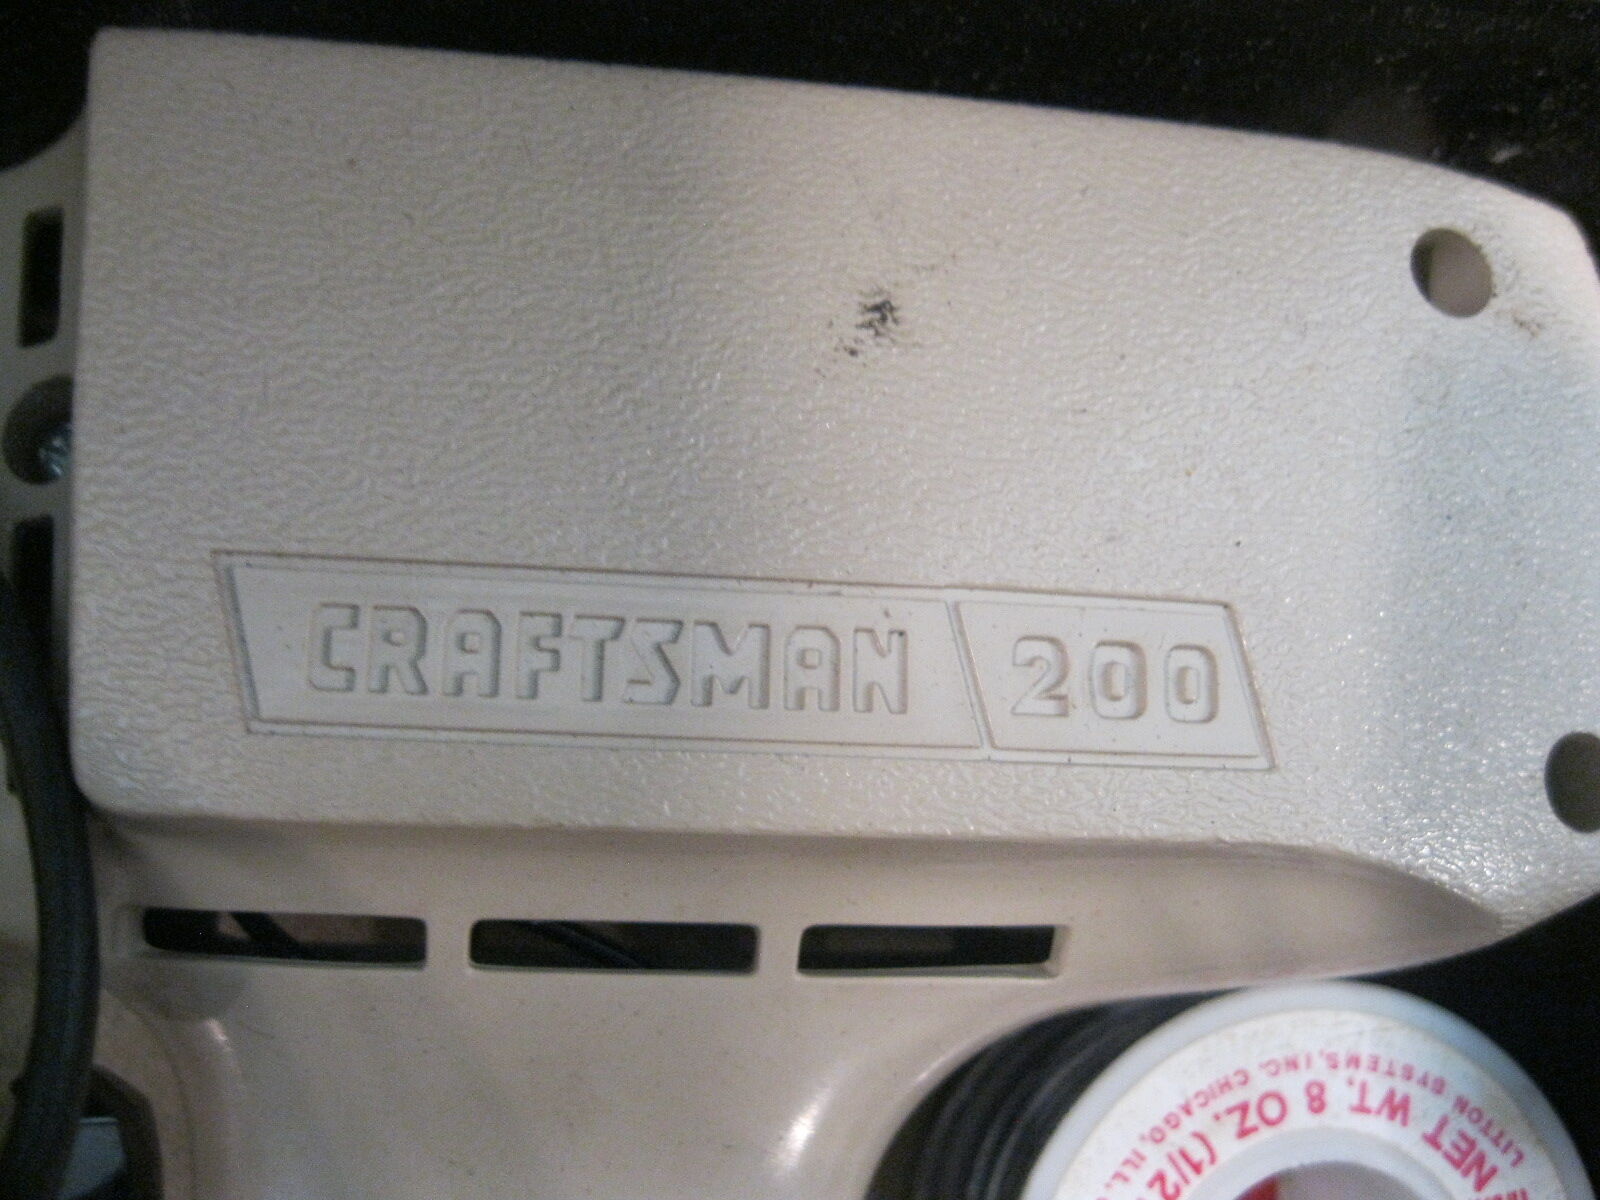 CRAFTSMAN 200
NET WT. 8 OZ. (1/2
LITTON SYSTEMS, INC. CHICAGO, ILL.